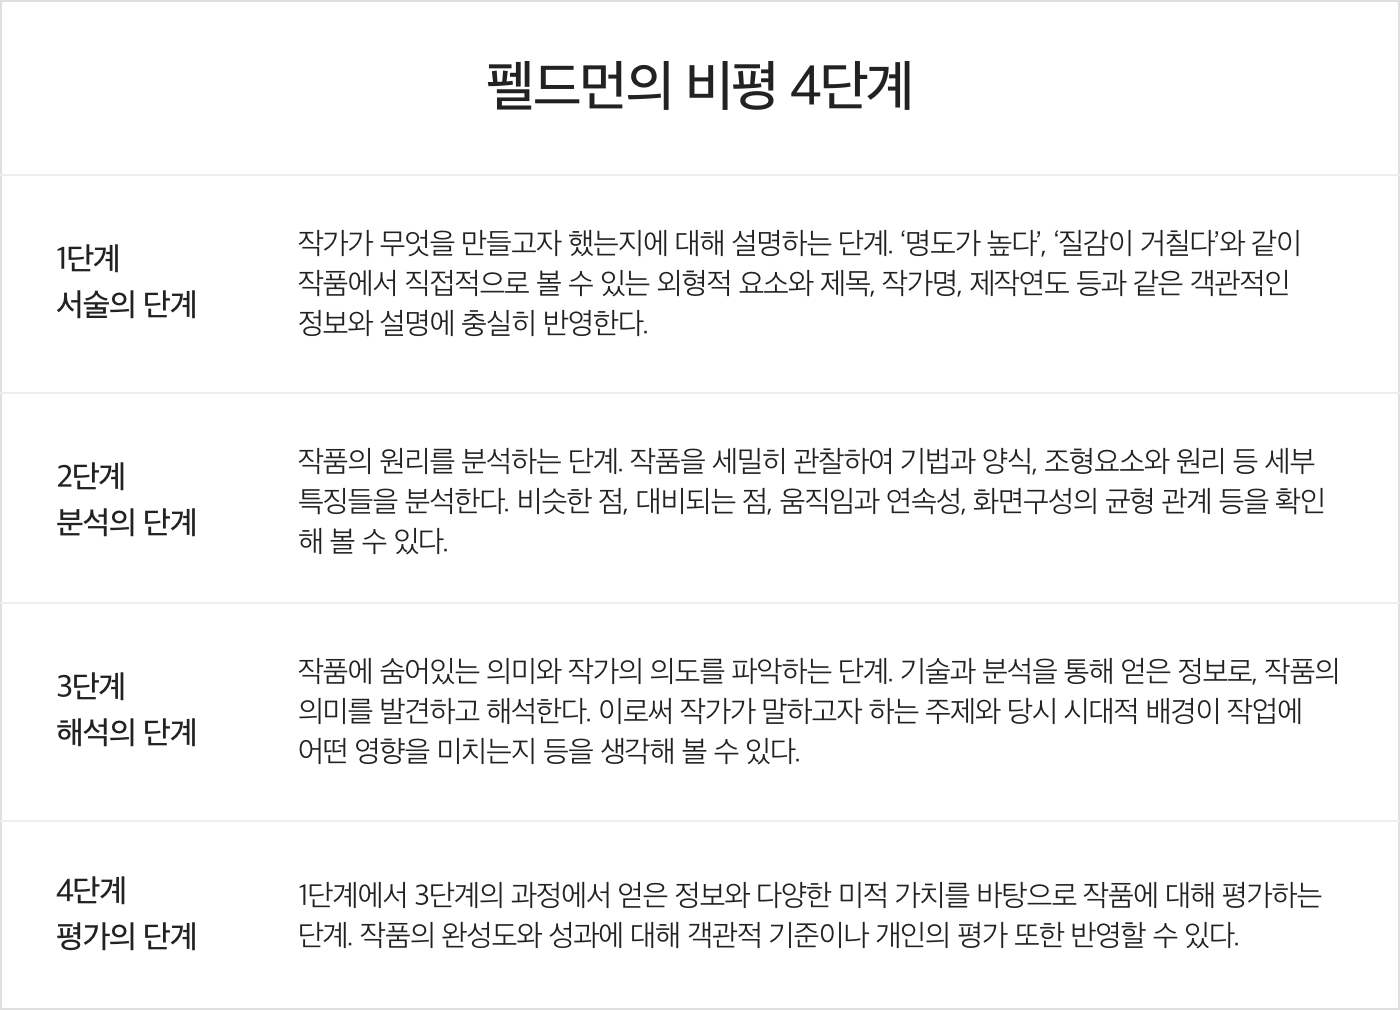 펠드먼의 비평 4단계
1단계
서술의 단계
작가가 무엇을 만들고자 했는지에 대해 설명하는 단계. ‘명도가 높다’, ‘질감이 거칠다’와 같이
작품에서 직접적으로 볼 수 있는 외형적 요소와 제목, 작가명, 제작연도 등과 같은 객관적인
정보와 설명에 충실히 반영한다.
2단계
분석의 단계
작품의 원리를 분석하는 단계. 작품을 세밀히 관찰하여 기법과 양식, 조형요소와 원리 등 세부
특징들을 분석한다. 비슷한 점, 대비되는 점, 움직임과 연속성, 화면구성의 균형 관계 등을 확인
해 볼 수 있다.
3단계
해석의 단계
작품에 숨어있는 의미와 작가의 의도를 파악하는 단계. 기술과 분석을 통해 얻은 정보로, 작품의
의미를 발견하고 해석한다. 이로써 작가가 말하고자 하는 주제와 당시 시대적 배경이 작업에
어떤 영향을 미치는지 등을 생각해 볼 수 있다.
4단계
평가의 단계
1단계에서 3단계의 과정에서 얻은 정보와 다양한 미적 가치를 바탕으로 작품에 대해 평가하는
단계. 작품의 완성도와 성과에 대해 객관적 기준이나 개인의 평가 또한 반영할 수 있다.